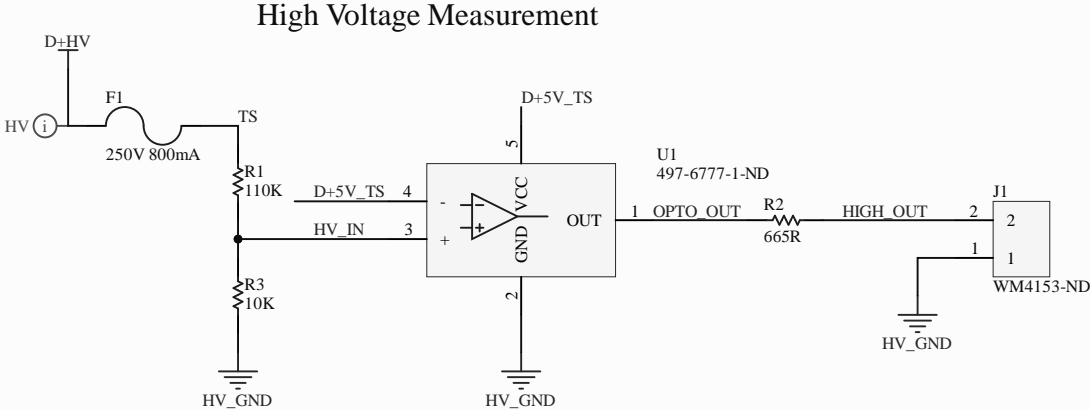 High Voltage Measurement
D+HV
HV
i
F1
250V 800mA
TS
R1
110K
D+5V_TS
4
HV_IN
3
R3
10K
HV_GND
D+5V_TS
5
VCC
-
+
GND
OUT
2
HV_GND
U1
497-6777-1-ND
1
OPTO_OUT
R2
665R
HIGH_OUT
J1
2
2
1
1
WM4153-ND
HV_GND